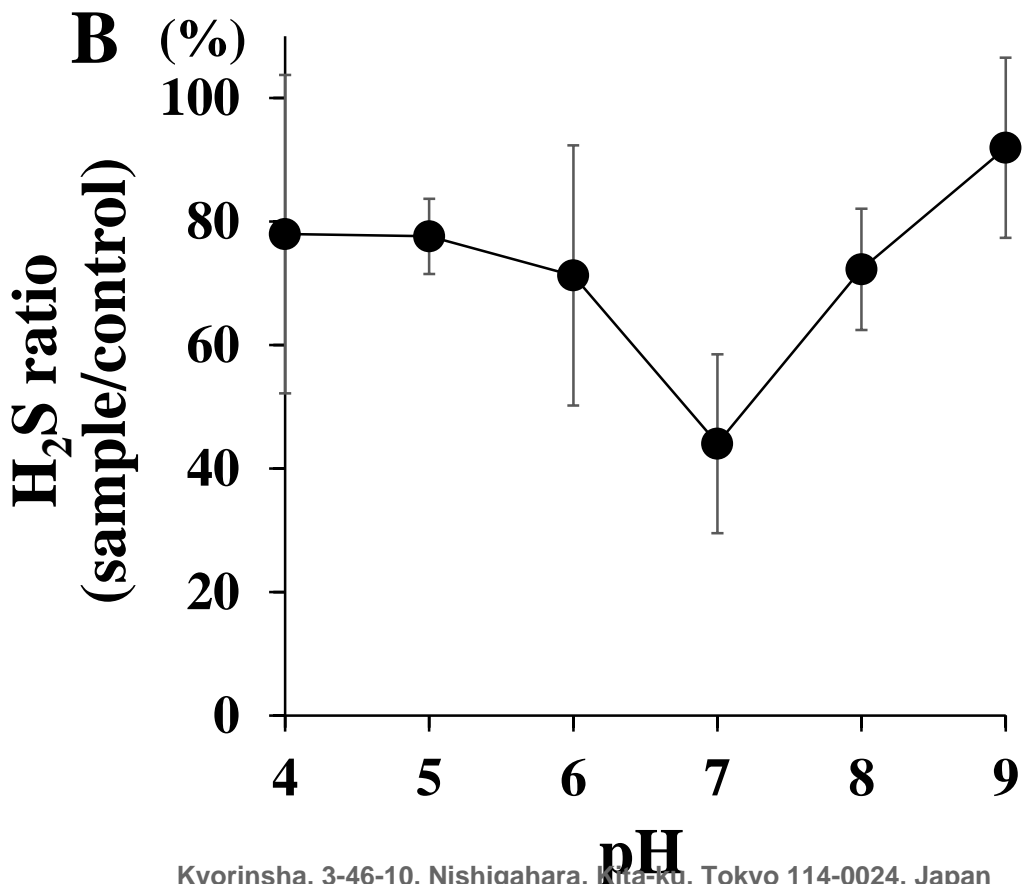 B (%)
100
80
60
40
20
0
H₂S ratio
(sample/control)
4 5 6 7 8 9
pH
Kyorinsha, 3-46-10, Nishigahara, Kita-ku, Tokyo 114-0024, Japan